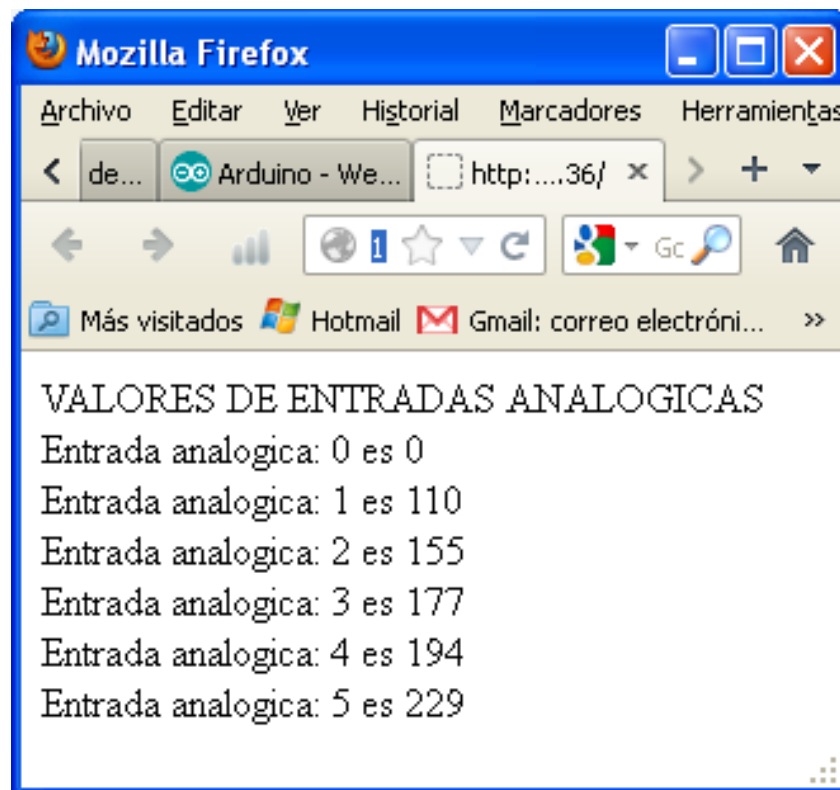 Mozilla Firefox
Archivo Editar Ver Historial Marcadores Herramientas
de... Arduino - We... http:....36/
1 Gc
Más visitados Hotmail Gmail: correo electróni... »
VALORES DE ENTRADAS ANALOGICAS
Entrada analogica: 0 es 0
Entrada analogica: 1 es 110
Entrada analogica: 2 es 155
Entrada analogica: 3 es 177
Entrada analogica: 4 es 194
Entrada analogica: 5 es 229